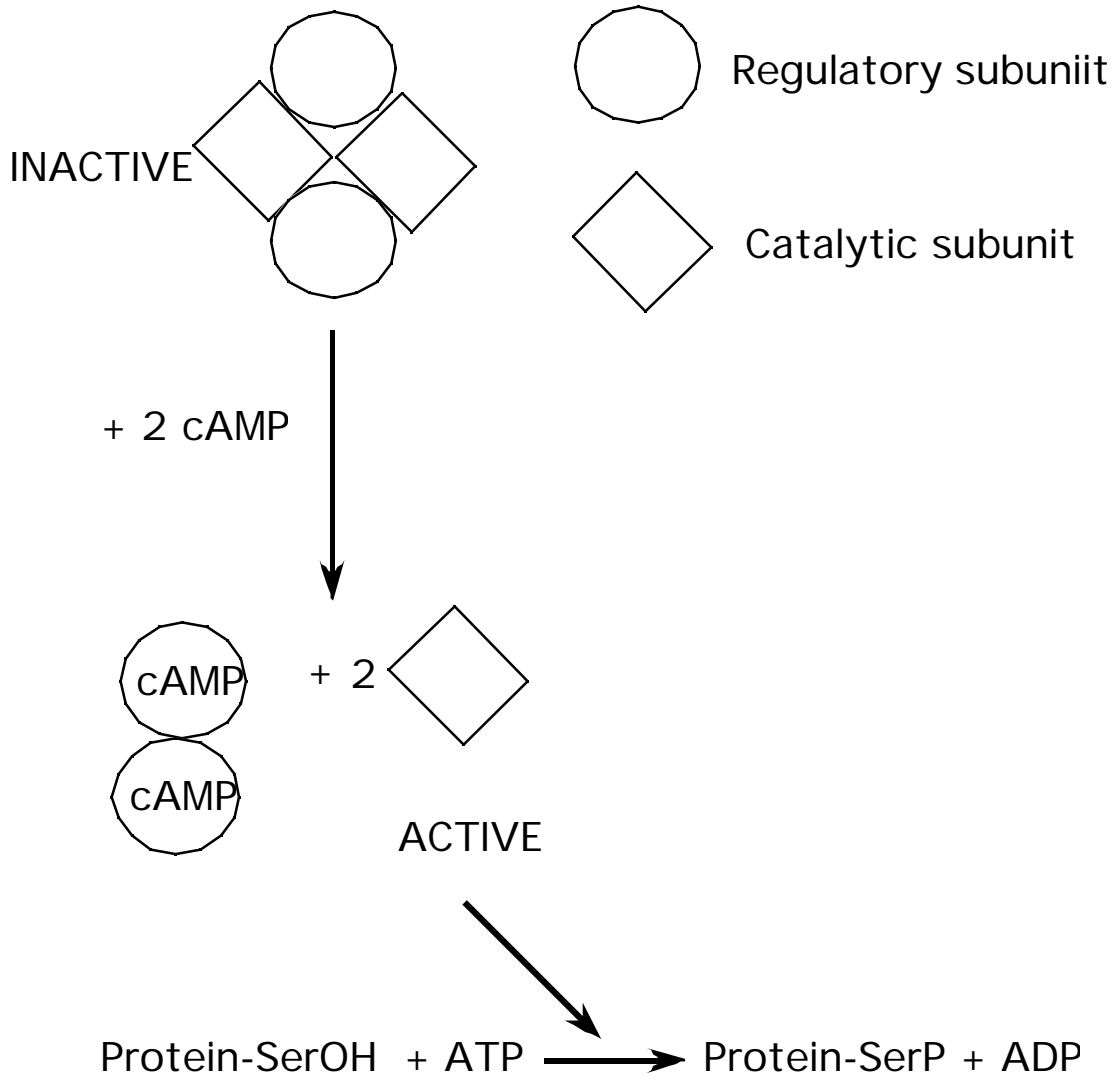 Regulatory subuniit
INACTIVE
Catalytic subunit
+ 2 cAMP
cAMP
+ 2
cAMP
ACTIVE
Protein-SerOH + ATP
Protein-SerP + ADP